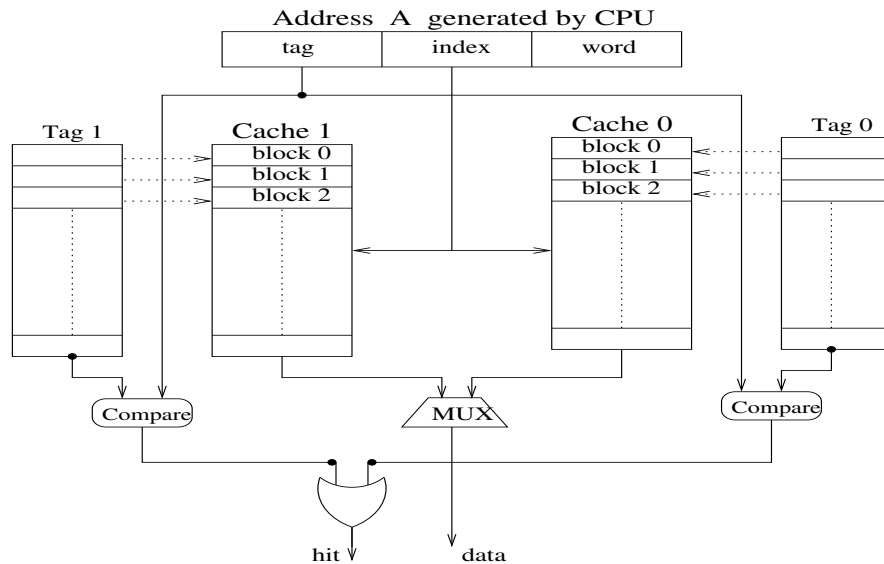 Address A generated by CPU
tag index word
Tag 1
Cache 1
block 0
block 1
block 2
Cache 0
block 0
block 1
block 2
Tag 0
Compare
MUX
Compare
hit
data